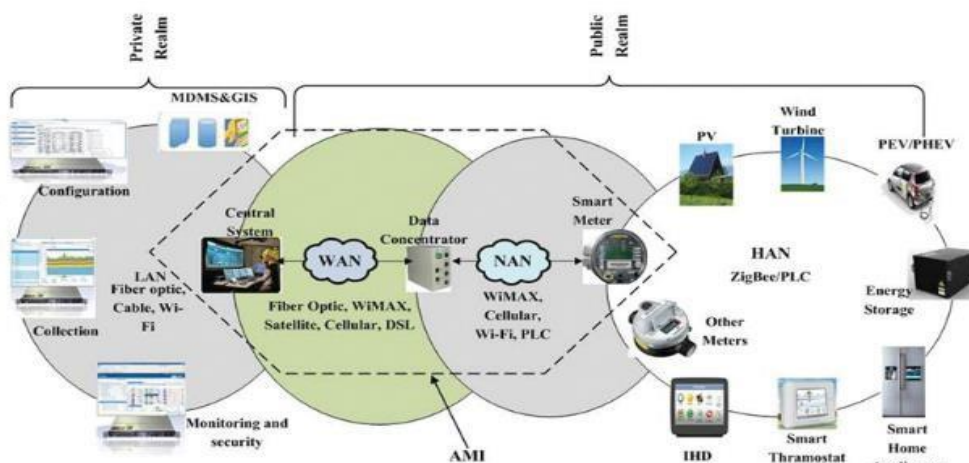 Private
Realm
Public
Realm
MDMS&GIS
Configuration
Collection
LAN
Fiber optic,
Cable, Wi-
Fi
Monitoring and
security
Central
System
WAN
Data
Concentrator
Fiber Optic, WiMAX,
Satellite, Cellular, DSL
NAN
Smart
Meter
WiMAX,
Cellular,
Wi-Fi, PLC
AMI
PV
Wind
Turbine
PEV/PHEV
HAN
ZigBee/PLC
Energy
Storage
Other
Meters
IHD
Smart
Thramostat
Smart
Home